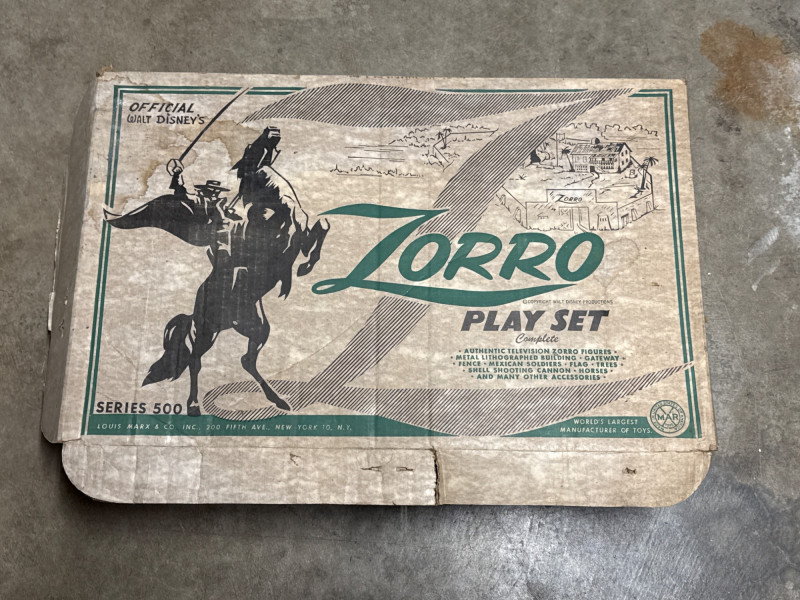 OFFICIAL
WALT DISNEY'S
ZORRO
ZORRO
©COPYRIGHT WALT DISNEY PRODUCTIONS
PLAY SET
Complete
• AUTHENTIC TELEVISION ZORRO FIGURES •
• METAL LITHOGRAPHED BUILDING • GATEWAY •
• FENCE • MEXICAN SOLDIERS • FLAG • TREES •
• SHELL SHOOTING CANNON • HORSES •
• AND MANY OTHER ACCESSORIES •
SERIES 500
LOUIS MARX & CO. INC., 200 FIFTH AVE., NEW YORK 10, N.Y.
WORLD'S LARGEST
MANUFACTURER OF TOYS
MAR